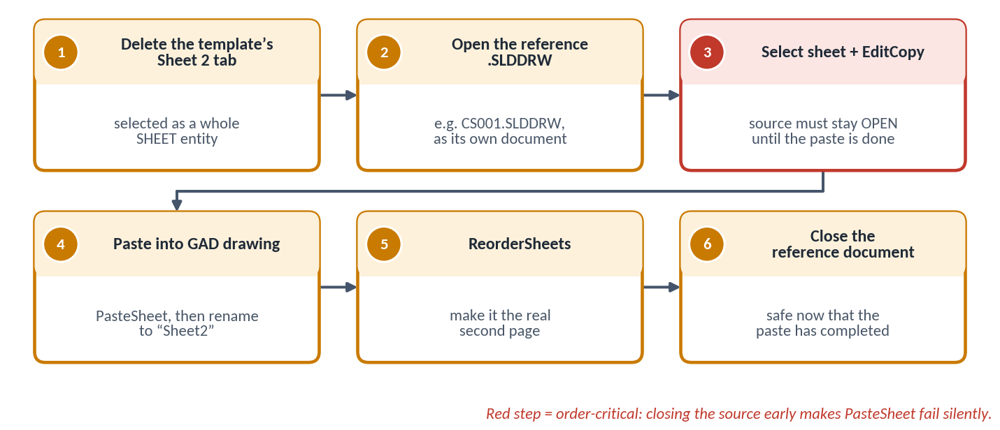 1
Delete the template’s
Sheet 2 tab
selected as a whole
SHEET entity
2
Open the reference
.SLDDRW
e.g. CS001.SLDDRW,
as its own document
3
Select sheet + EditCopy
source must stay OPEN
until the paste is done
4
Paste into GAD drawing
PasteSheet, then rename
to “Sheet2”
5
ReorderSheets
make it the real
second page
6
Close the
reference document
safe now that the
paste has completed
Red step = order-critical: closing the source early makes PasteSheet fail silently.